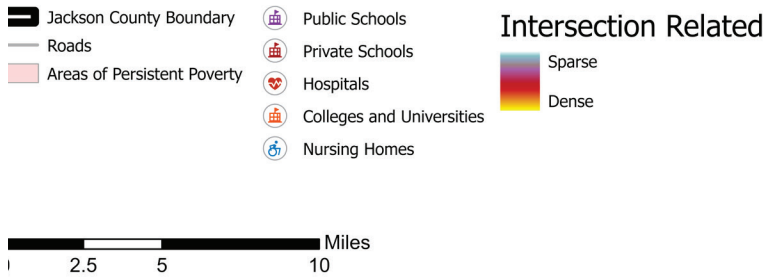 Jackson County Boundary
Roads
Areas of Persistent Poverty
Public Schools
Private Schools
Hospitals
Colleges and Universities
Nursing Homes
Intersection Related
Sparse
Dense
Miles
2.5 5 10